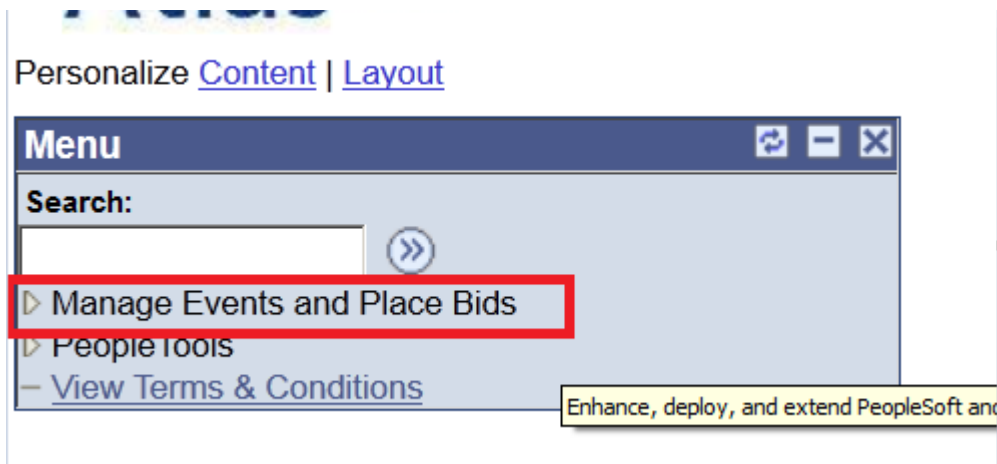 Personalize Content | Layout
Menu
Search:
Manage Events and Place Bids
PeopleTools
View Terms & Conditions
Enhance, deploy, and extend PeopleSoft and